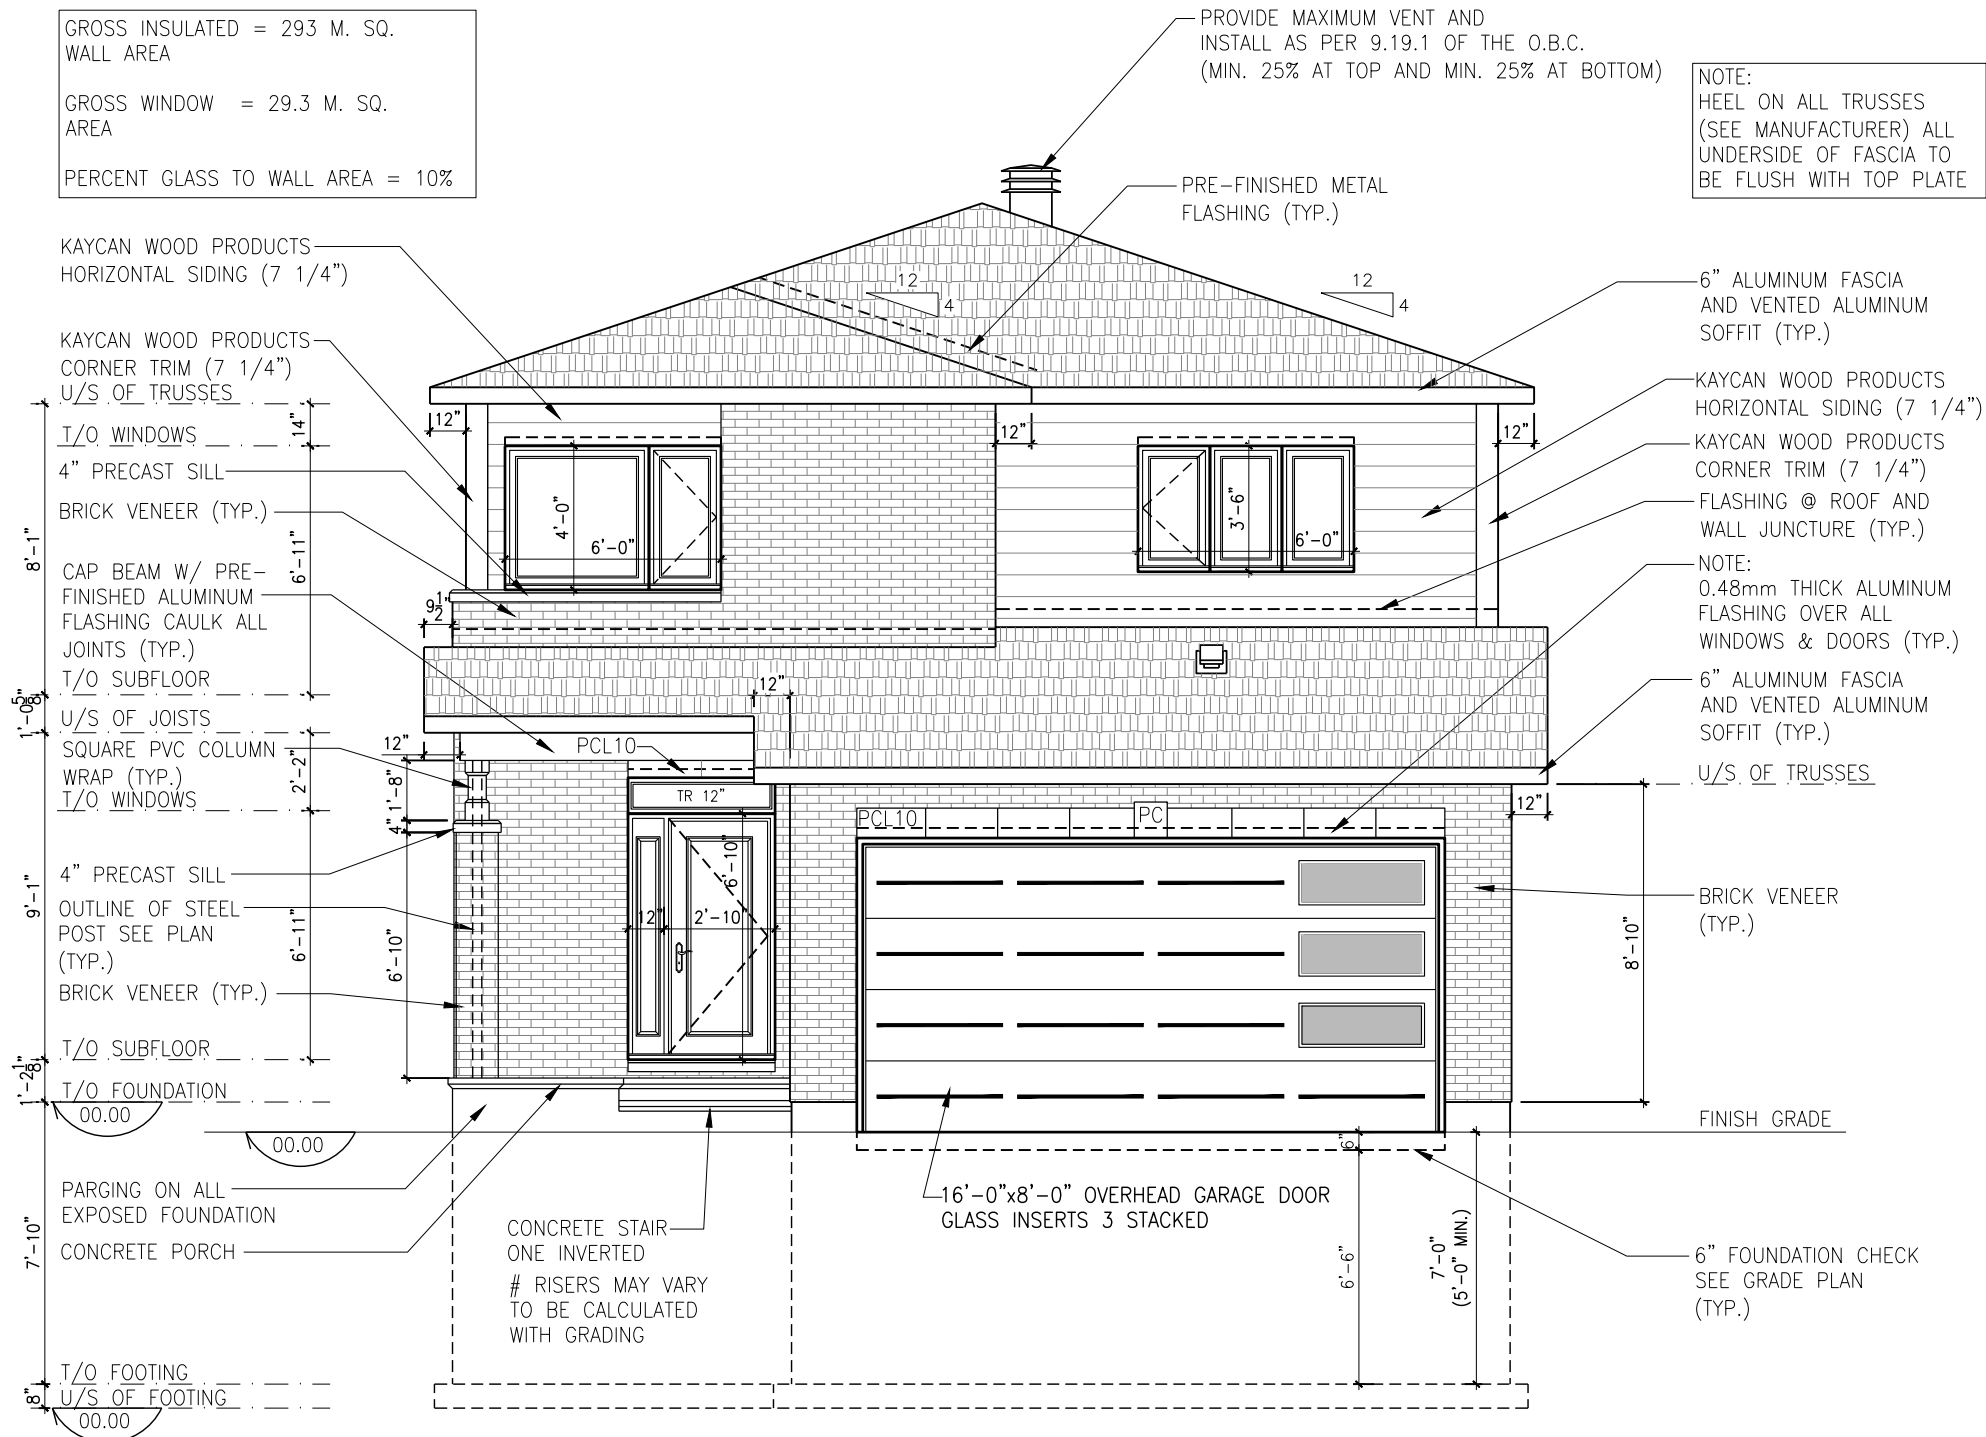 GROSS INSULATED = 293 M. SQ.
WALL AREA
GROSS WINDOW = 29.3 M. SQ.
AREA
PERCENT GLASS TO WALL AREA = 10%
PROVIDE MAXIMUM VENT AND
INSTALL AS PER 9.19.1 OF THE O.B.C.
(MIN. 25% AT TOP AND MIN. 25% AT BOTTOM)
NOTE:
HEEL ON ALL TRUSSES
(SEE MANUFACTURER) ALL
UNDERSIDE OF FASCIA TO
BE FLUSH WITH TOP PLATE
PRE-FINISHED METAL
FLASHING (TYP.)
KAYCAN WOOD PRODUCTS
HORIZONTAL SIDING (7 1/4")
KAYCAN WOOD PRODUCTS
CORNER TRIM (7 1/4")
U/S OF TRUSSES
T/O WINDOWS
4" PRECAST SILL
BRICK VENEER (TYP.)
CAP BEAM W/ PRE-
FINISHED ALUMINUM
FLASHING CAULK ALL
JOINTS (TYP.)
T/O SUBFLOOR
U/S OF JOISTS
SQUARE PVC COLUMN
WRAP (TYP.)
T/O WINDOWS
4" PRECAST SILL
OUTLINE OF STEEL
POST SEE PLAN
(TYP.)
BRICK VENEER (TYP.)
T/O SUBFLOOR
T/O FOUNDATION
00.00
00.00
PARGING ON ALL
EXPOSED FOUNDATION
CONCRETE PORCH
T/O FOOTING
U/S OF FOOTING
00.00
8'-1"
1'-0 5/8"
9'-1"
1'-2 1/8"
7'-10"
8"
14"
6'-11"
2'-2"
6'-11"
12"
9 1/2"
12"
1'-8"
4"
6'-10"
12
4
12
4
4'-0"
6'-0"
12"
3'-6"
6'-0"
12"
12"
PCL10
TR 12"
6'-10"
12"
2'-10"
PCL10
PC
12"
8'-10"
CONCRETE STAIR
ONE INVERTED
# RISERS MAY VARY
TO BE CALCULATED
WITH GRADING
16'-0"x8'-0" OVERHEAD GARAGE DOOR
GLASS INSERTS 3 STACKED
6"
6'-6"
7'-0"
(5'-0" MIN.)
6" ALUMINUM FASCIA
AND VENTED ALUMINUM
SOFFIT (TYP.)
KAYCAN WOOD PRODUCTS
HORIZONTAL SIDING (7 1/4")
KAYCAN WOOD PRODUCTS
CORNER TRIM (7 1/4")
FLASHING @ ROOF AND
WALL JUNCTURE (TYP.)
NOTE:
0.48mm THICK ALUMINUM
FLASHING OVER ALL
WINDOWS & DOORS (TYP.)
6" ALUMINUM FASCIA
AND VENTED ALUMINUM
SOFFIT (TYP.)
U/S OF TRUSSES
BRICK VENEER
(TYP.)
FINISH GRADE
6" FOUNDATION CHECK
SEE GRADE PLAN
(TYP.)